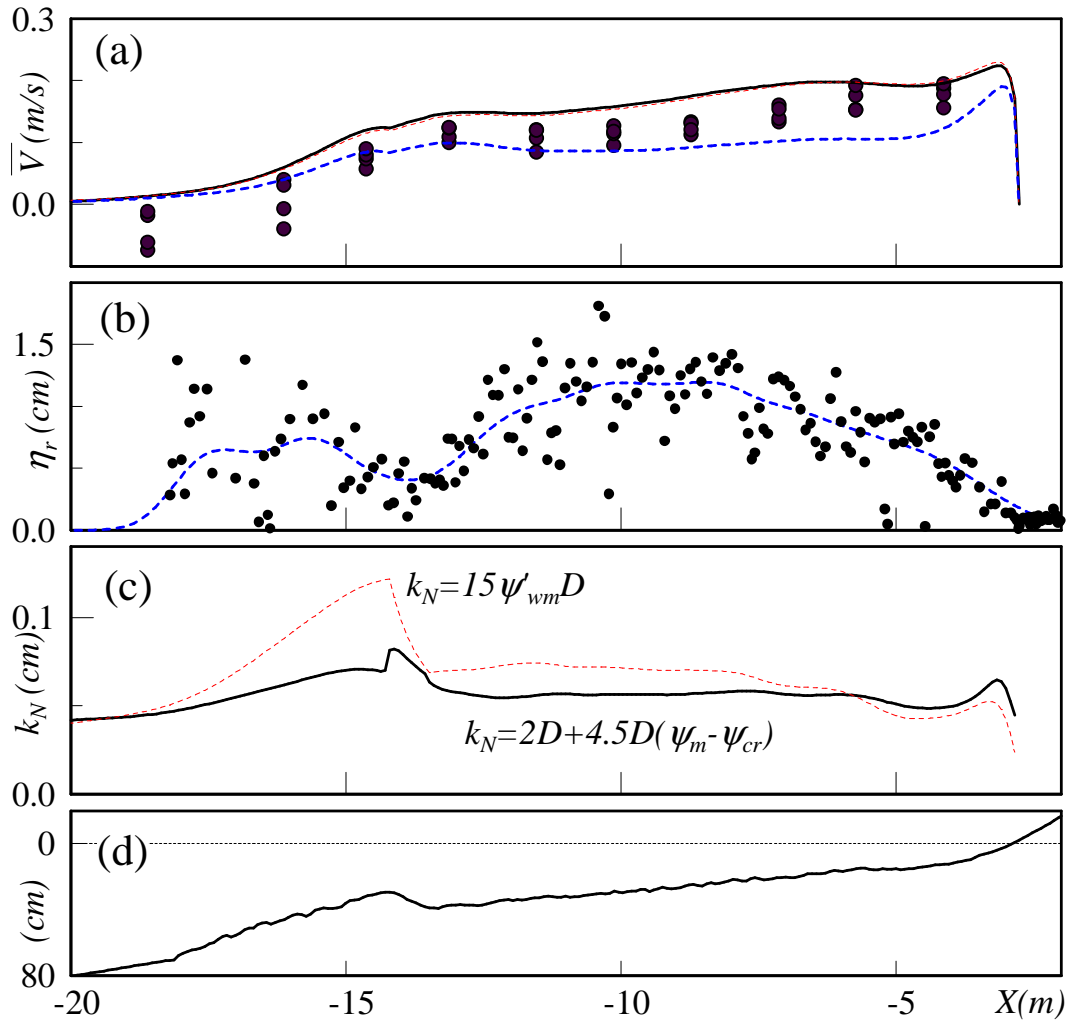 0.3
(a)
V (m/s)
0.0
(b)
1.5
η_r (cm)
0.0
(c)
k_N=15ψ'_wm D
0.1
k_N (cm)
k_N=2D+4.5D(ψ_m-ψ_cr)
0.0
(d)
0
(cm)
80
-20 -15 -10 -5 X(m)